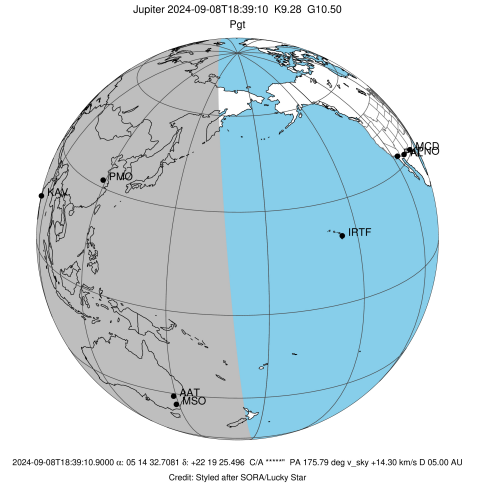 Jupiter 2024-09-08T18:39:10 K9.28 G10.50
Pgt
MCD
APNO
PMO
KAV
IRTF
AAT
MSO
2024-09-08T18:39:10.9000 α: 05 14 32.7081 δ: +22 19 25.496 C/A *****" PA 175.79 deg v_sky +14.30 km/s D 05.00 AU
Credit: Styled after SORA/Lucky Star